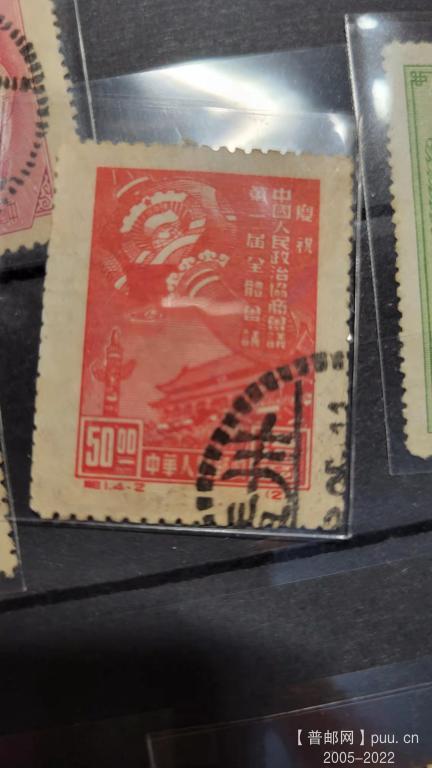 慶祝
中國人民政治協商會議
第一屆全體會議
50.00
中華人
紀1.4-2
(2
11
【普邮网】puu.cn
2005-2022